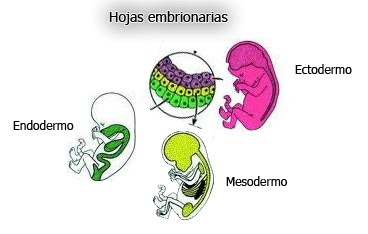 Hojas embrionarias
Ectodermo
Endodermo
Mesodermo